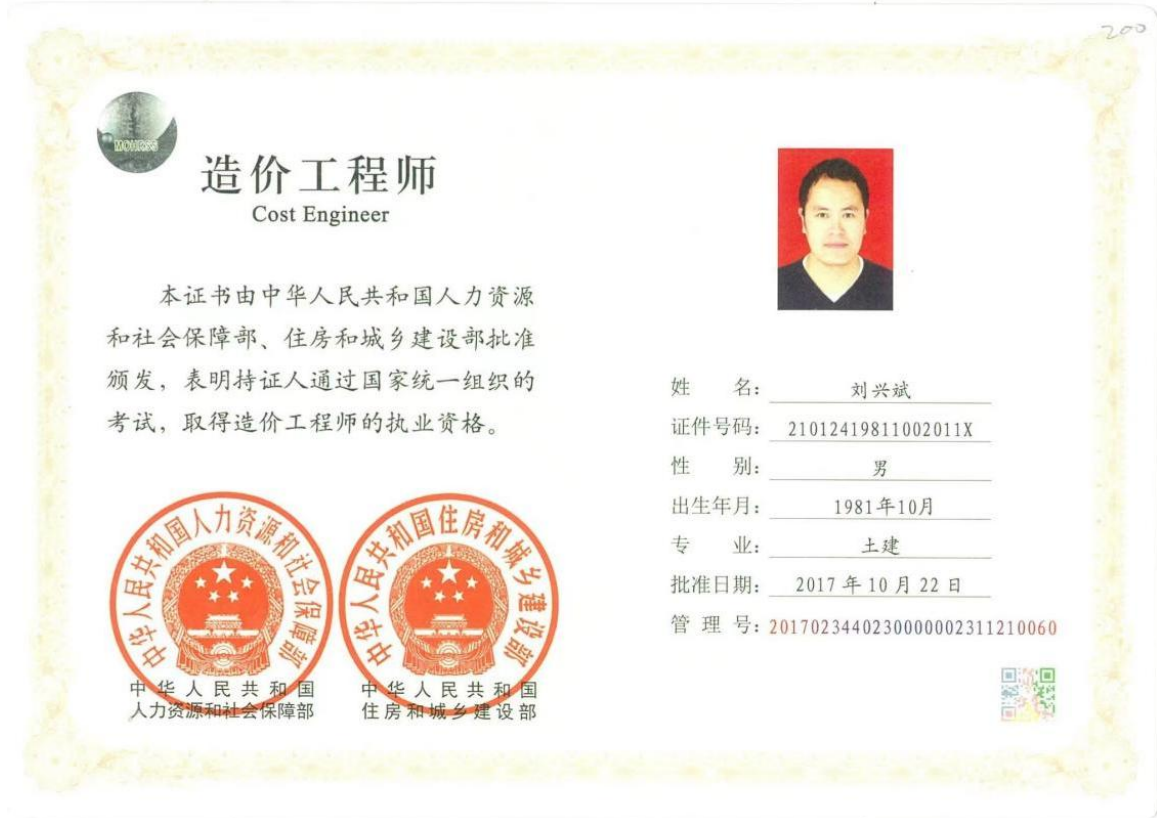 200
MOHRSS
造价工程师
Cost Engineer
本证书由中华人民共和国人力资源
和社会保障部、住房和城乡建设部批准
颁发，表明持证人通过国家统一组织的
考试，取得造价工程师的执业资格。
中华人民共和国人力资源和社会保障部
中华人民共和国住房和城乡建设部
中华人民共和国
人力资源和社会保障部
中华人民共和国
住房和城乡建设部
姓 名： 刘兴斌
证件号码： 21012419811002011X
性 别： 男
出生年月： 1981年10月
专 业： 土建
批准日期： 2017 年 10 月 22 日
管 理 号： 2017023440230000002311210060